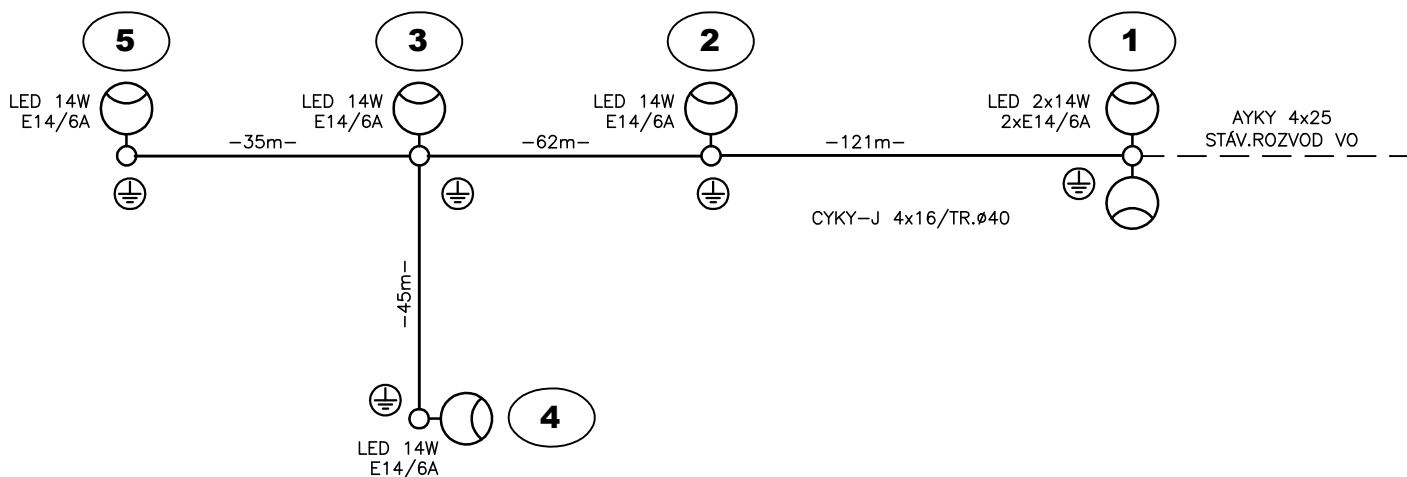 5
3
2
1
LED 14W
E14/6A
LED 14W
E14/6A
LED 14W
E14/6A
LED 2x14W
2xE14/6A
AYKY 4x25
STÁV.ROZVOD VO
-35m-
-62m-
-121m-
CYKY-J 4x16/TR.ø40
-45m-
4
LED 14W
E14/6A